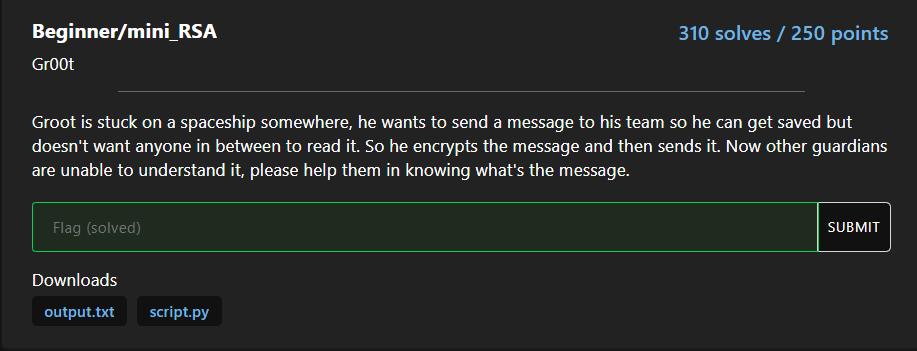 Beginner/mini_RSA
310 solves / 250 points
Gr00t
Groot is stuck on a spaceship somewhere, he wants to send a message to his team so he can get saved but
doesn't want anyone in between to read it. So he encrypts the message and then sends it. Now other guardians
are unable to understand it, please help them in knowing what's the message.
Flag (solved)
SUBMIT
Downloads
output.txt
script.py